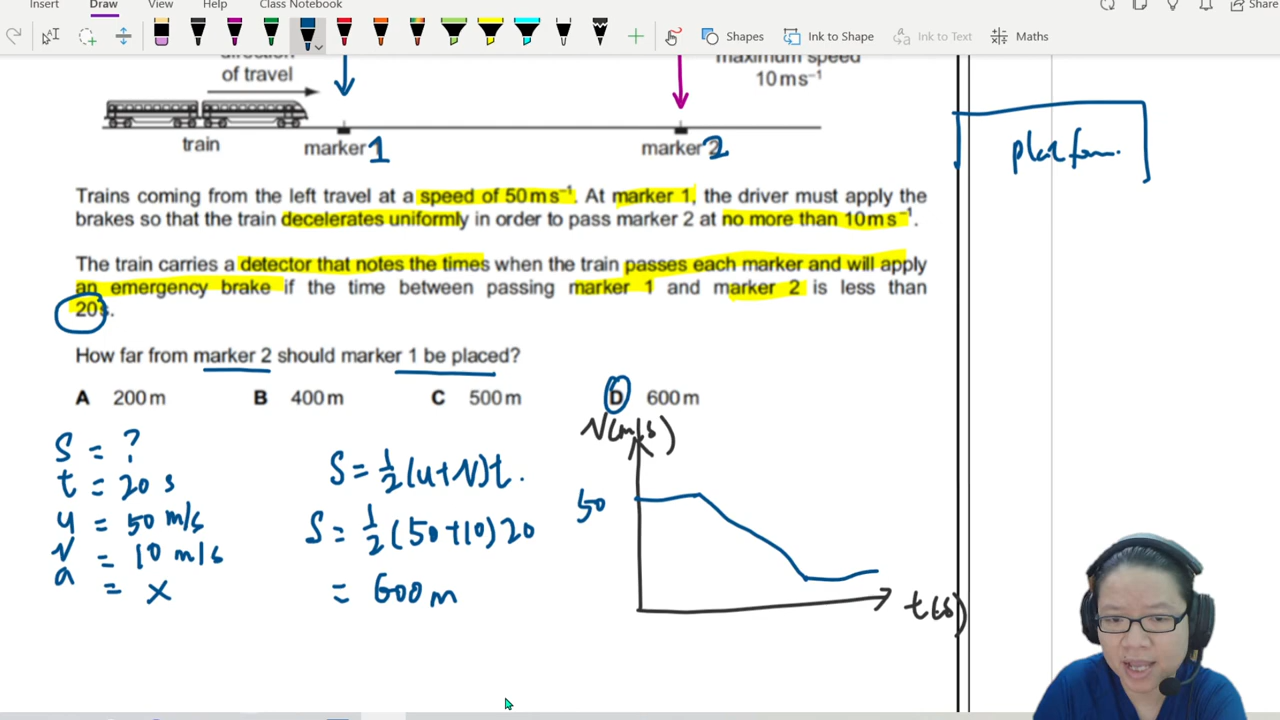 Insert Draw View Help Class Notebook Share
Shapes Ink to Shape Ink to Text Maths
direction
of travel
maximum speed
10 m s⁻¹
train
marker 1
marker 2
platform.
Trains coming from the left travel at a speed of 50 m s⁻¹. At marker 1, the driver must apply the
brakes so that the train decelerates uniformly in order to pass marker 2 at no more than 10 m s⁻¹.
The train carries a detector that notes the times when the train passes each marker and will apply
an emergency brake if the time between passing marker 1 and marker 2 is less than
20 s.
How far from marker 2 should marker 1 be placed?
A 200 m B 400 m C 500 m D 600 m
S = ?
t = 20 s
u = 50 m/s
v = 10 m/s
a = x
S = ½(u+v)t.
S = ½(50+10)20
= 600 m
v(m/s)
50
t(s)